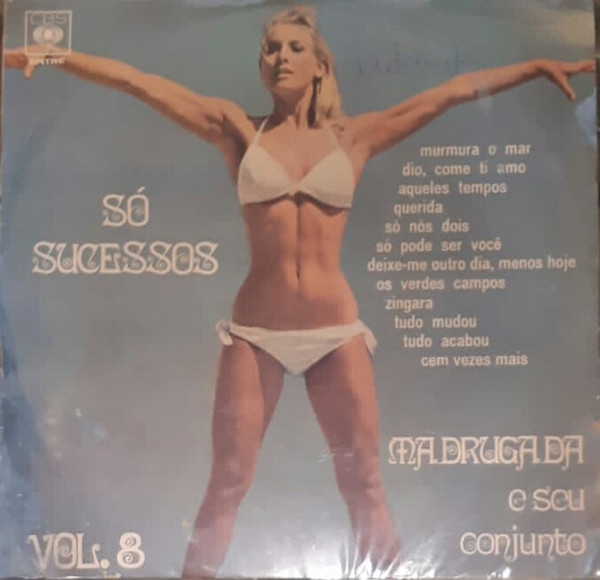 CBS
ENTRÉ
SÓ
SUCESSOS
murmura o mar
dio, come ti amo
aqueles tempos
querida
só nós dois
só pode ser você
deixe-me outro dia, menos hoje
os verdes campos
zingara
tudo mudou
tudo acabou
cem vezes mais
MADRUGADA
e seu
conjunto
VOL. 8